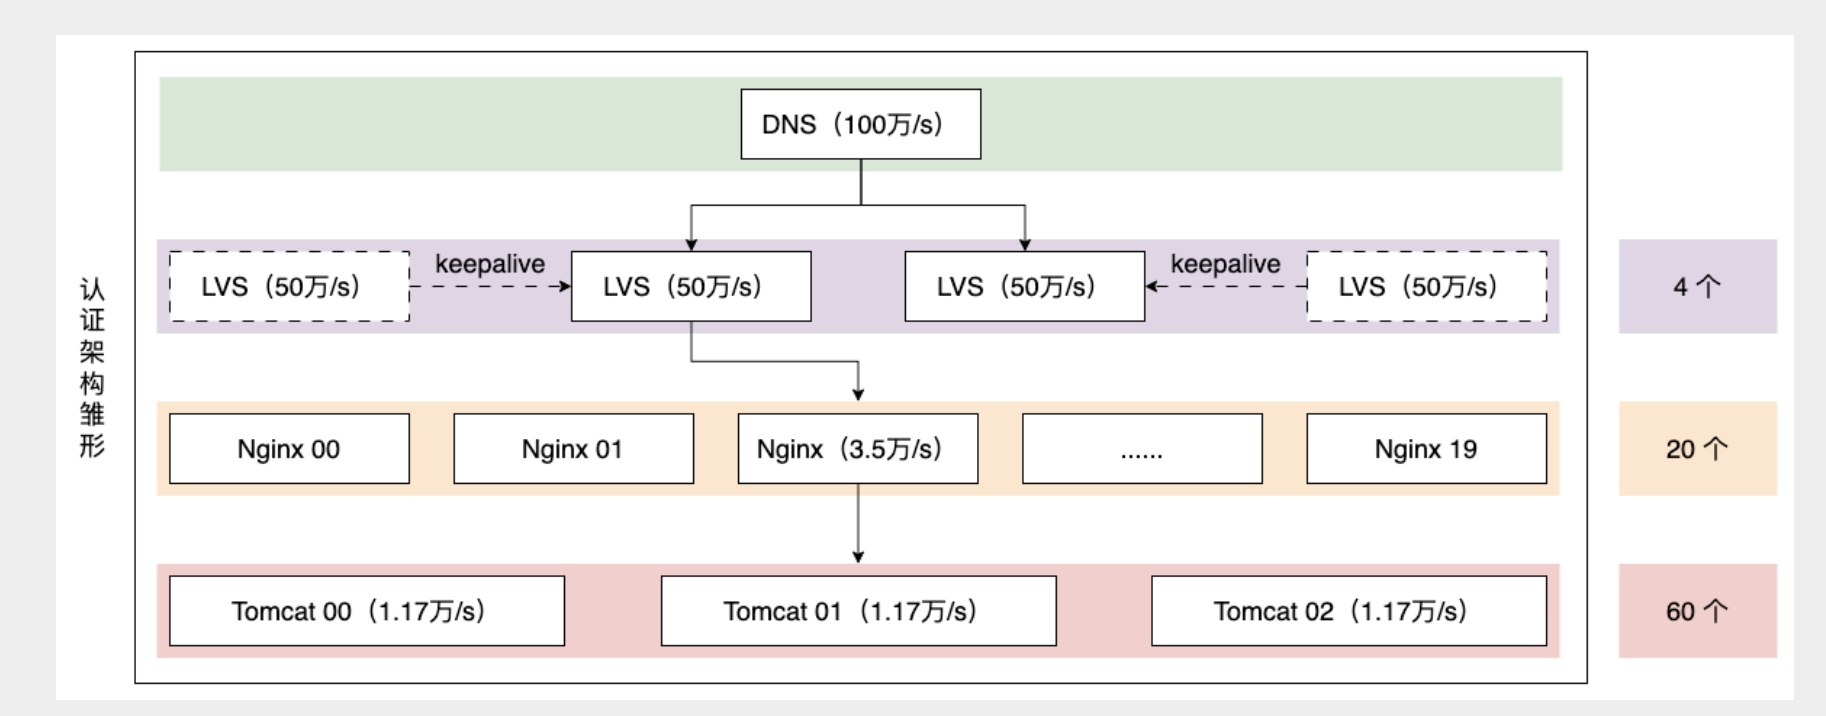 DNS（100万/s）
LVS（50万/s）
keepalive
LVS（50万/s）
LVS（50万/s）
keepalive
LVS（50万/s）
4 个
认证架构雏形
Nginx 00
Nginx 01
Nginx（3.5万/s）
......
Nginx 19
20 个
Tomcat 00（1.17万/s）
Tomcat 01（1.17万/s）
Tomcat 02（1.17万/s）
60 个